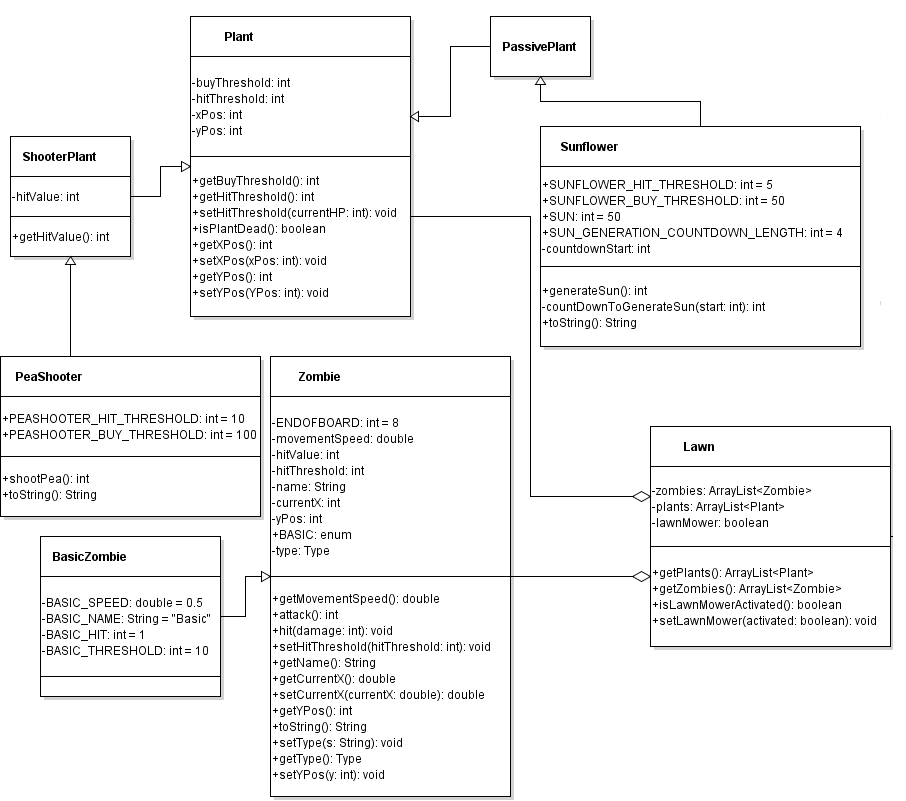 Plant
-buyThreshold: int
-hitThreshold: int
-xPos: int
-yPos: int
+getBuyThreshold(): int
+getHitThreshold(): int
+setHitThreshold(currentHP: int): void
+isPlantDead(): boolean
+getXPos(): int
+setXPos(xPos: int): void
+getYPos(): int
+setYPos(YPos: int): void
PassivePlant
ShooterPlant
-hitValue: int
+getHitValue(): int
Sunflower
+SUNFLOWER_HIT_THRESHOLD: int = 5
+SUNFLOWER_BUY_THRESHOLD: int = 50
+SUN: int = 50
+SUN_GENERATION_COUNTDOWN_LENGTH: int = 4
-countdownStart: int
+generateSun(): int
-countDownToGenerateSun(start: int): int
+toString(): String
PeaShooter
+PEASHOOTER_HIT_THRESHOLD: int = 10
+PEASHOOTER_BUY_THRESHOLD: int = 100
+shootPea(): int
+toString(): String
Zombie
-ENDOFBOARD: int = 8
-movementSpeed: double
-hitValue: int
-hitThreshold: int
-name: String
-currentX: int
-yPos: int
+BASIC: enum
-type: Type
+getMovementSpeed(): double
+attack(): int
+hit(damage: int): void
+setHitThreshold(hitThreshold: int): void
+getName(): String
+getCurrentX(): double
+setCurrentX(currentX: double): double
+getYPos(): int
+toString(): String
+setType(s: String): void
+getType(): Type
+setYPos(y: int): void
Lawn
-zombies: ArrayList<Zombie>
-plants: ArrayList<Plant>
-lawnMower: boolean
+getPlants(): ArrayList<Plant>
+getZombies(): ArrayList<Zombie>
+isLawnMowerActivated(): boolean
+setLawnMower(activated: boolean): void
BasicZombie
-BASIC_SPEED: double = 0.5
-BASIC_NAME: String = "Basic"
-BASIC_HIT: int = 1
-BASIC_THRESHOLD: int = 10